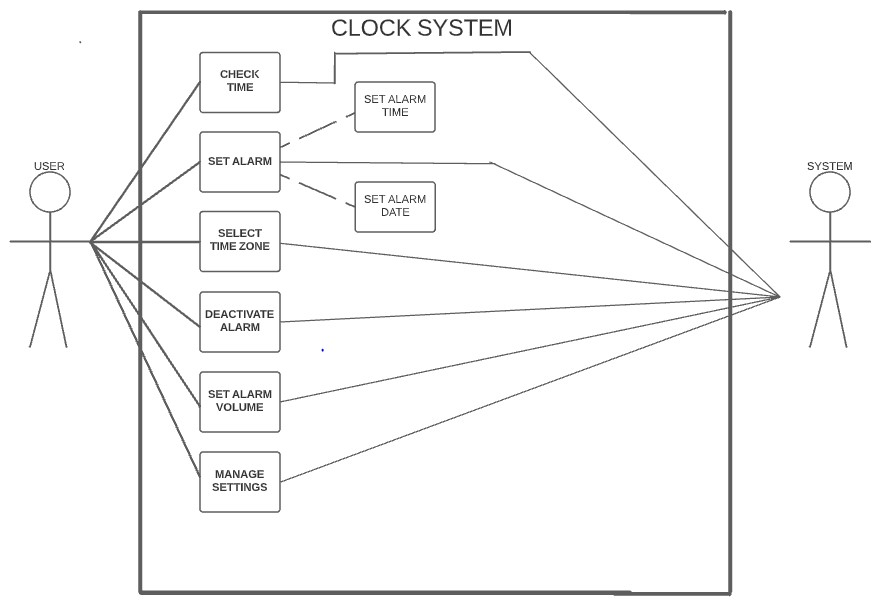 CLOCK SYSTEM
CHECK
TIME
SET ALARM
TIME
USER
SET ALARM
SYSTEM
SET ALARM
DATE
SELECT
TIME ZONE
DEACTIVATE
ALARM
SET ALARM
VOLUME
MANAGE
SETTINGS